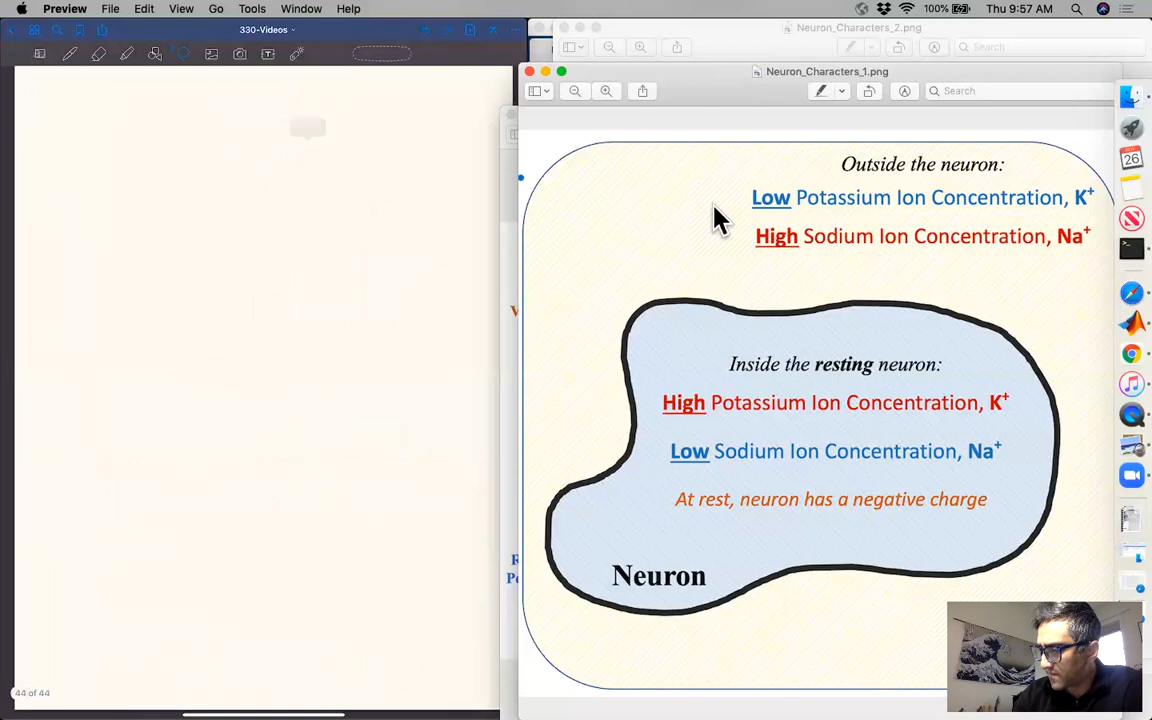 Preview File Edit View Go Tools Window Help 100% Thu 9:57 AM
330-Videos
Neuron_Characters_2.png
Search
Neuron_Characters_1.png
Search
26
Outside the neuron:
Low Potassium Ion Concentration, K⁺
High Sodium Ion Concentration, Na⁺
Inside the resting neuron:
High Potassium Ion Concentration, K⁺
Low Sodium Ion Concentration, Na⁺
At rest, neuron has a negative charge
Neuron
44 of 44